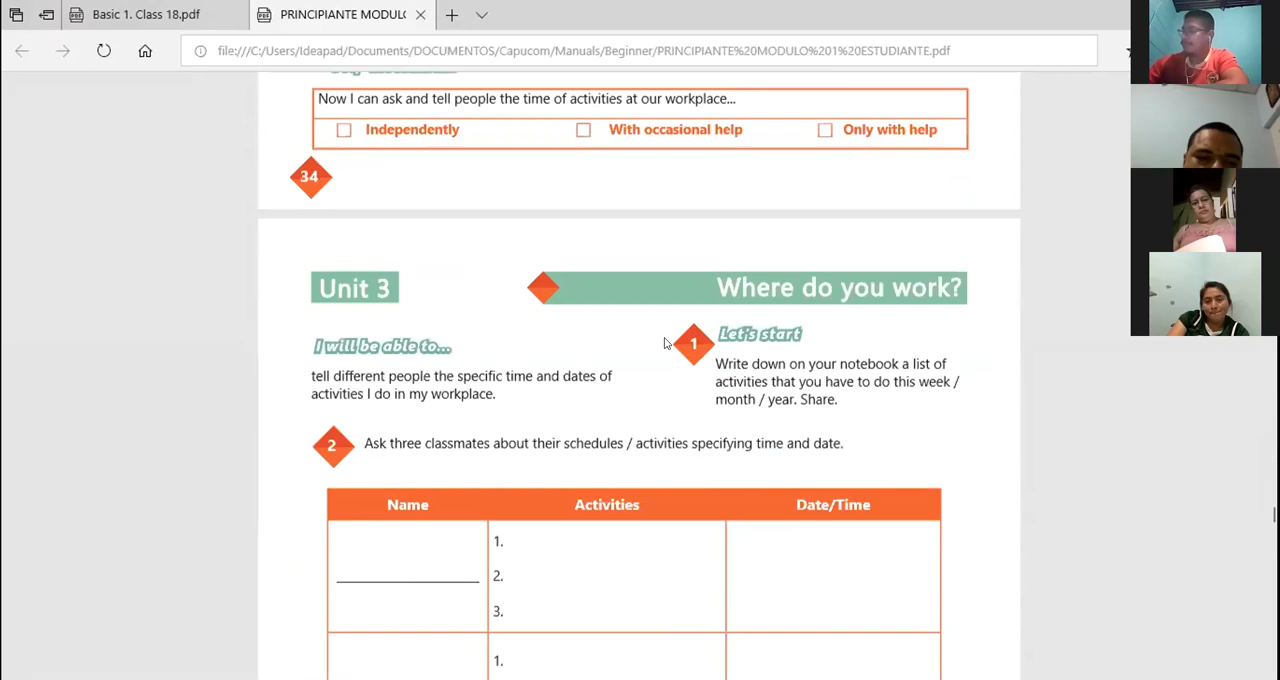 Basic 1. Class 18.pdf
PRINCIPIANTE MODULO
file:///C:/Users/Ideapad/Documents/DOCUMENTOS/Capucom/Manuals/Beginner/PRINCIPIANTE%20MODULO%201%20ESTUDIANTE.pdf
Now I can ask and tell people the time of activities at our workplace...
Independently With occasional help Only with help
34
Unit 3 Where do you work?
I will be able to...
tell different people the specific time and dates of
activities I do in my workplace.
1 Let's start
Write down on your notebook a list of
activities that you have to do this week /
month / year. Share.
2 Ask three classmates about their schedules / activities specifying time and date.
Name Activities Date/Time
1.
2.
3.
1.